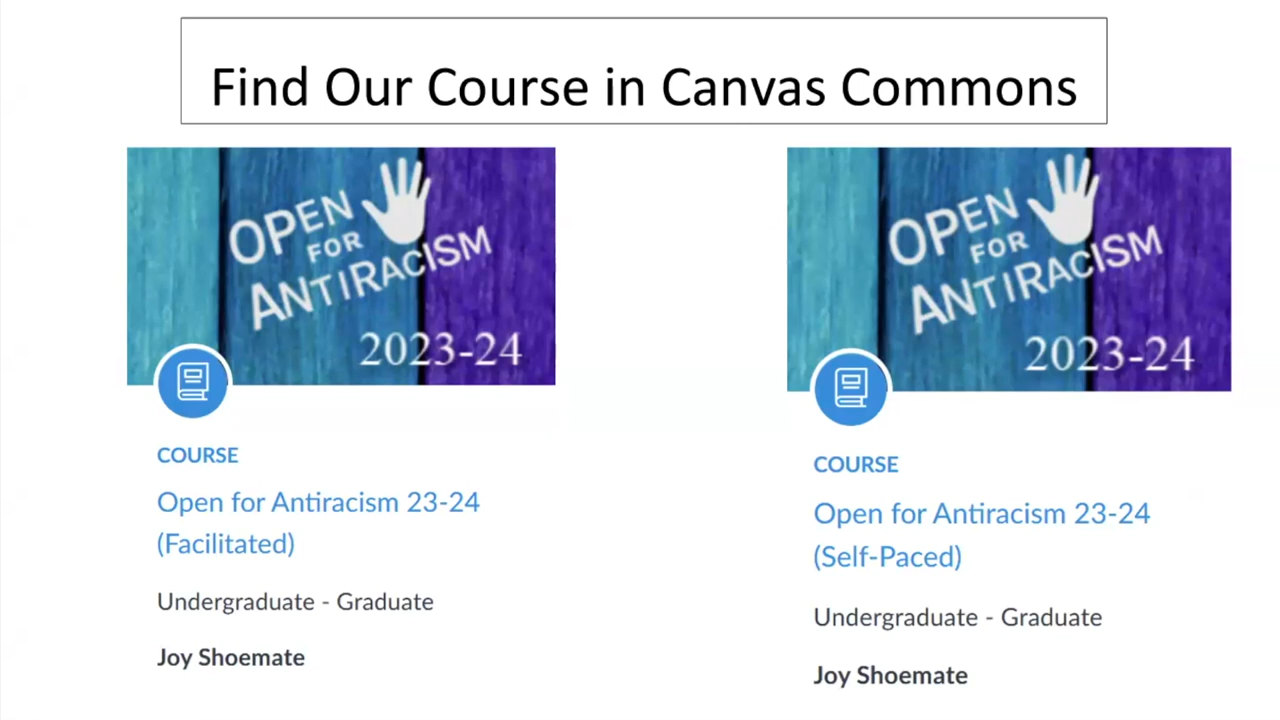 Find Our Course in Canvas Commons
OPEN
FOR
ANTIRACISM
2023-24
COURSE
Open for Antiracism 23-24
(Facilitated)
Undergraduate - Graduate
Joy Shoemate
OPEN
FOR
ANTIRACISM
2023-24
COURSE
Open for Antiracism 23-24
(Self-Paced)
Undergraduate - Graduate
Joy Shoemate